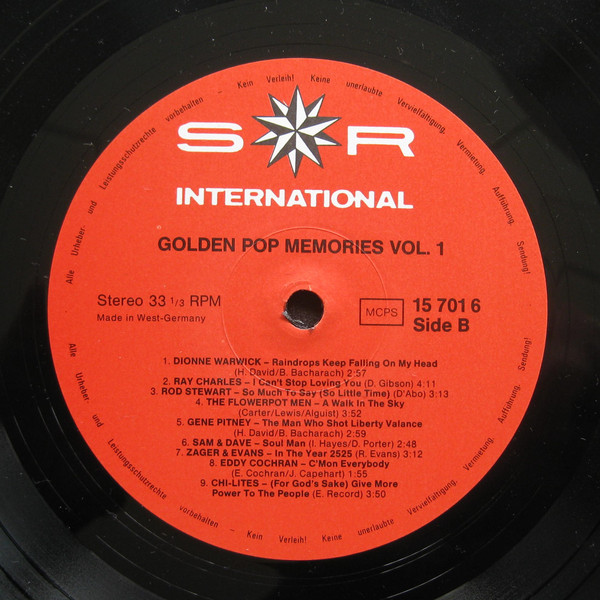 Alle Urheber- und Leistungsschutzrechte vorbehalten Kein Verleih! Keine unerlaubte Vervielfältigung, Vermietung, Aufführung, Sendung!
S R
INTERNATIONAL
GOLDEN POP MEMORIES VOL. 1
Stereo 33 1/3 RPM
Made in West-Germany
MCPS
15 701 6
Side B
1. DIONNE WARWICK – Raindrops Keep Falling On My Head
(H. David/B. Bacharach) 2:57
2. RAY CHARLES – I Can't Stop Loving You (D. Gibson) 4:11
3. ROD STEWART – So Much To Say (So Little Time) (D'Abo) 3:13
4. THE FLOWERPOT MEN – A Walk In The Sky
(Carter/Lewis/Alguist) 3:52
5. GENE PITNEY – The Man Who Shot Liberty Valance
(H. David/B. Bacharach) 2:59
6. SAM & DAVE – Soul Man (I. Hayes/D. Porter) 2:48
7. ZAGER & EVANS – In The Year 2525 (R. Evans) 3:12
8. EDDY COCHRAN – C'Mon Everybody
(E. Cochran/J. Capehart) 1:55
9. CHI-LITES – (For God's Sake) Give More
Power To The People (E. Record) 3:50
Alle Urheber- und Leistungsschutzrechte vorbehalten - Kein Verleih! Keine unerlaubte Vervielfältigung, Vermietung, Aufführung, Sendung!